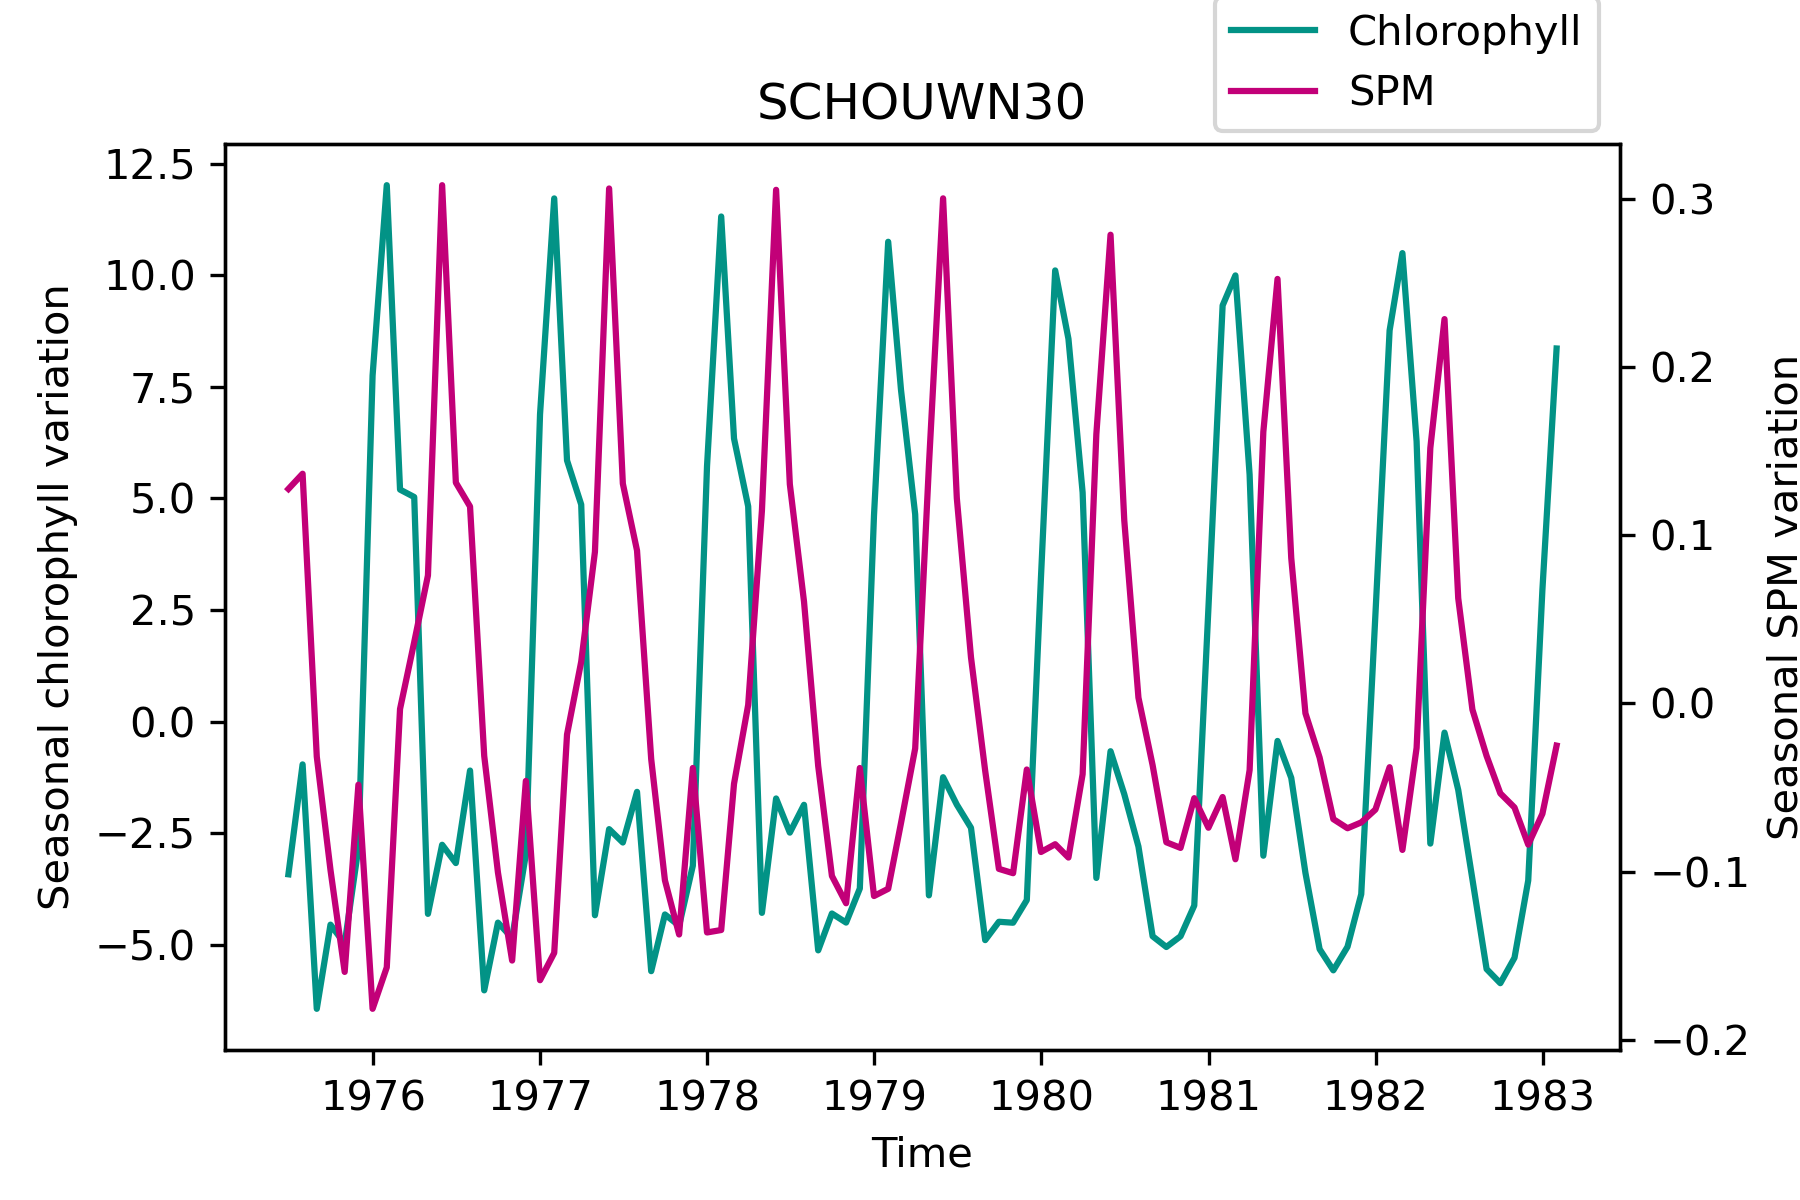 Chlorophyll
SPM
SCHOUWN30
12.5
10.0
7.5
5.0
2.5
0.0
−2.5
−5.0
Seasonal chlorophyll variation
0.3
0.2
0.1
0.0
−0.1
−0.2
Seasonal SPM variation
1976 1977 1978 1979 1980 1981 1982 1983
Time